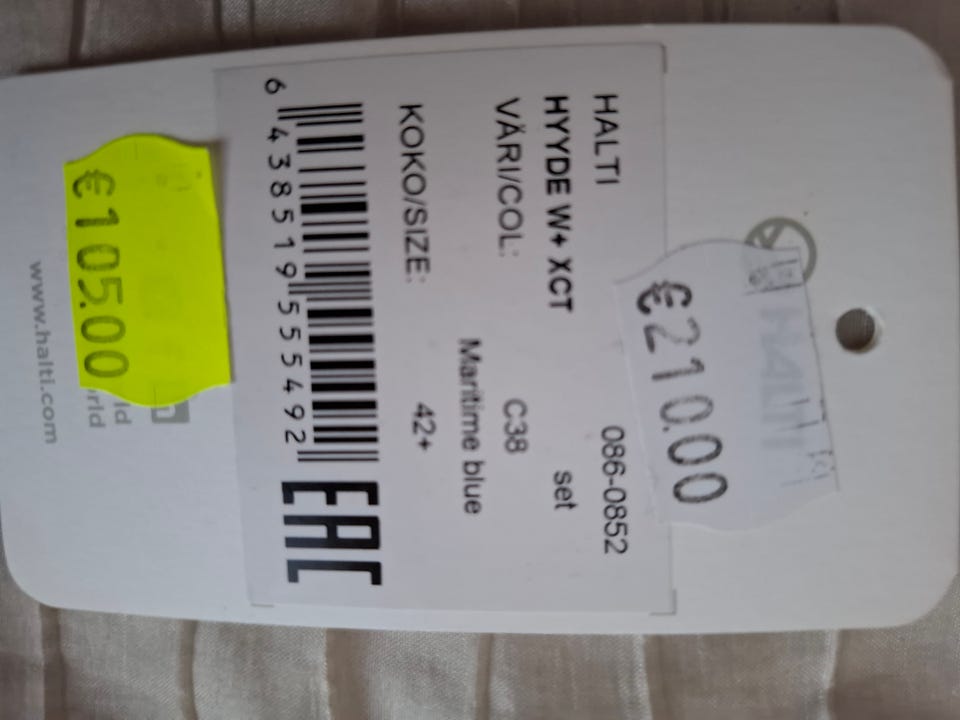 HALTI
€210.00
HALTI 086-0852
HYYDE W+ XCT set
VÄRI/COL: C38
Maritime blue
KOKO/SIZE: 42+
6 438519 555492
EAC
€105.00
www.halti.com